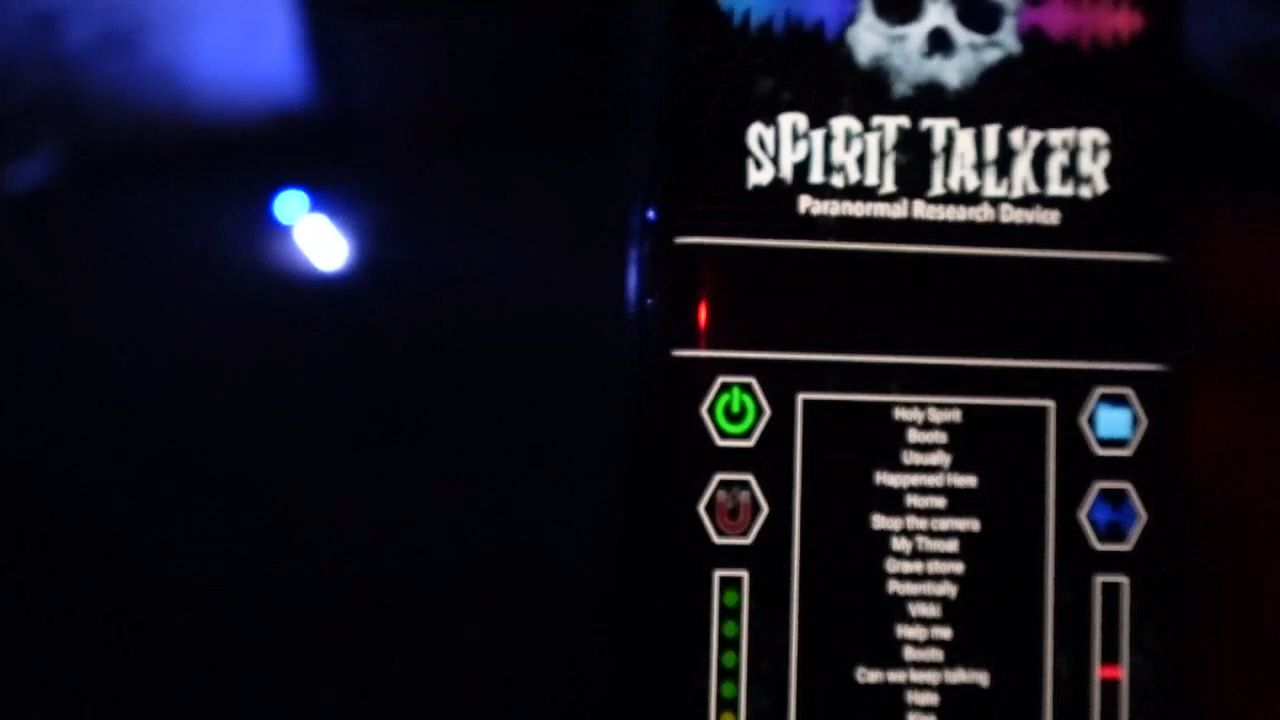 SPIRIT TALKER
Paranormal Research Device
Holy Spirit
Boots
Usually
Happened Here
Home
Stop the camera
My Throat
Grave stone
Potentially
Vikki
Help me
Boots
Can we keep talking
Hate